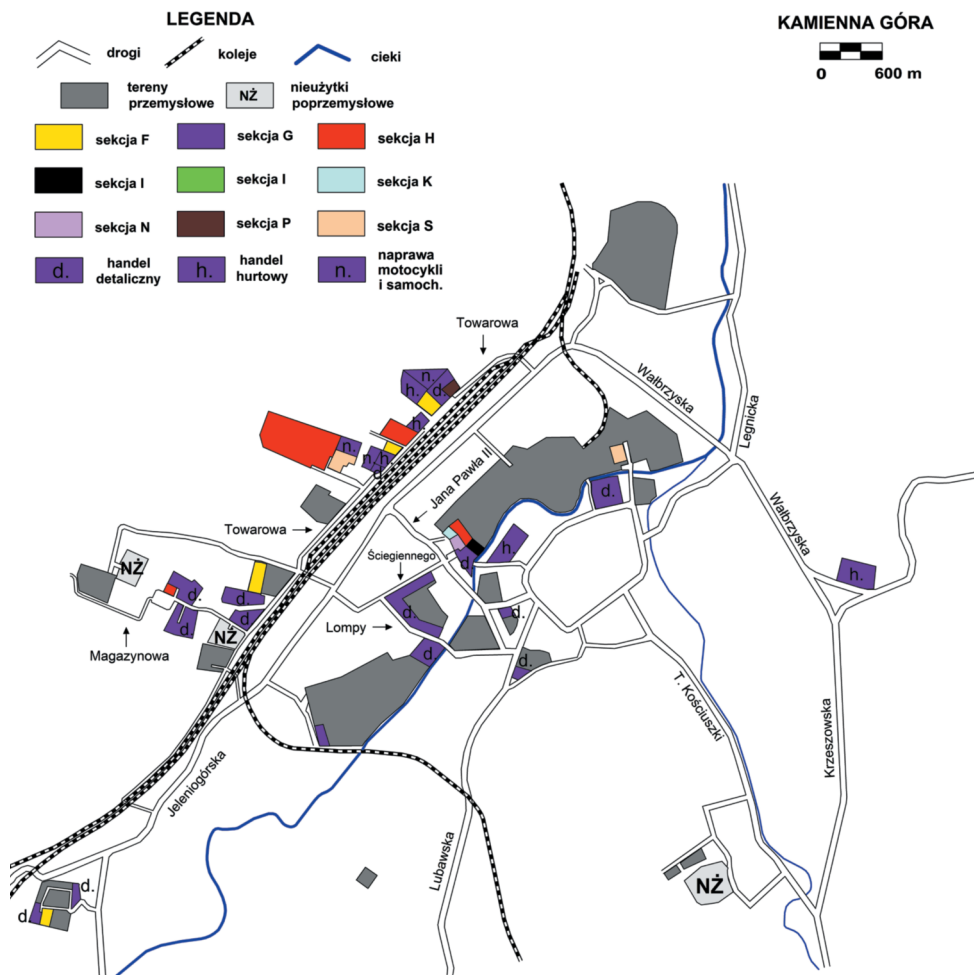 LEGENDA
KAMIENNA GÓRA
0 600 m
drogi
koleje
cieki
tereny
przemysłowe
NŻ
nieużytki
poprzemysłowe
sekcja F
sekcja G
sekcja H
sekcja I
sekcja I
sekcja K
sekcja N
sekcja P
sekcja S
d.
handel
detaliczny
h.
handel
hurtowy
n.
naprawa
motocykli
i samoch.
Towarowa
Wałbrzyska
Legnicka
n.
h.
d.
h.
n.
n.
h.
d.
Jana Pawła II
d.
Towarowa
Ściegiennego
d.
h.
Wałbrzyska
h.
NŻ
d.
d.
d.
NŻ
Magazynowa
d.
Lompy
d.
d.
d.
T. Kościuszki
Krzeszowska
Jeleniogórska
Lubawska
NŻ
d.
d.